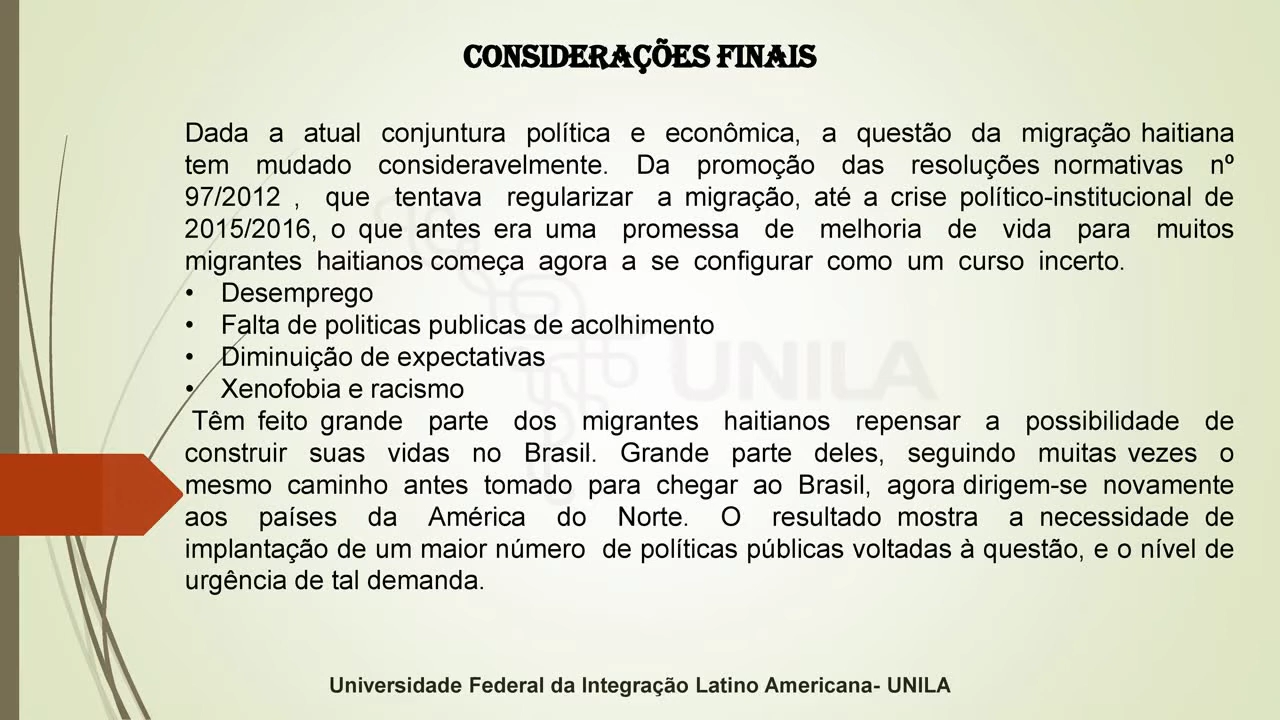 CONSIDERAÇÕES FINAIS
Dada a atual conjuntura política e econômica, a questão da migração haitiana
tem mudado consideravelmente. Da promoção das resoluções normativas nº
97/2012 , que tentava regularizar a migração, até a crise político-institucional de
2015/2016, o que antes era uma promessa de melhoria de vida para muitos
migrantes haitianos começa agora a se configurar como um curso incerto.
• Desemprego
• Falta de politicas publicas de acolhimento
• Diminuição de expectativas
• Xenofobia e racismo
Têm feito grande parte dos migrantes haitianos repensar a possibilidade de
construir suas vidas no Brasil. Grande parte deles, seguindo muitas vezes o
mesmo caminho antes tomado para chegar ao Brasil, agora dirigem-se novamente
aos países da América do Norte. O resultado mostra a necessidade de
implantação de um maior número de políticas públicas voltadas à questão, e o nível de
urgência de tal demanda.
UNILA
Universidade Federal da Integração Latino Americana- UNILA